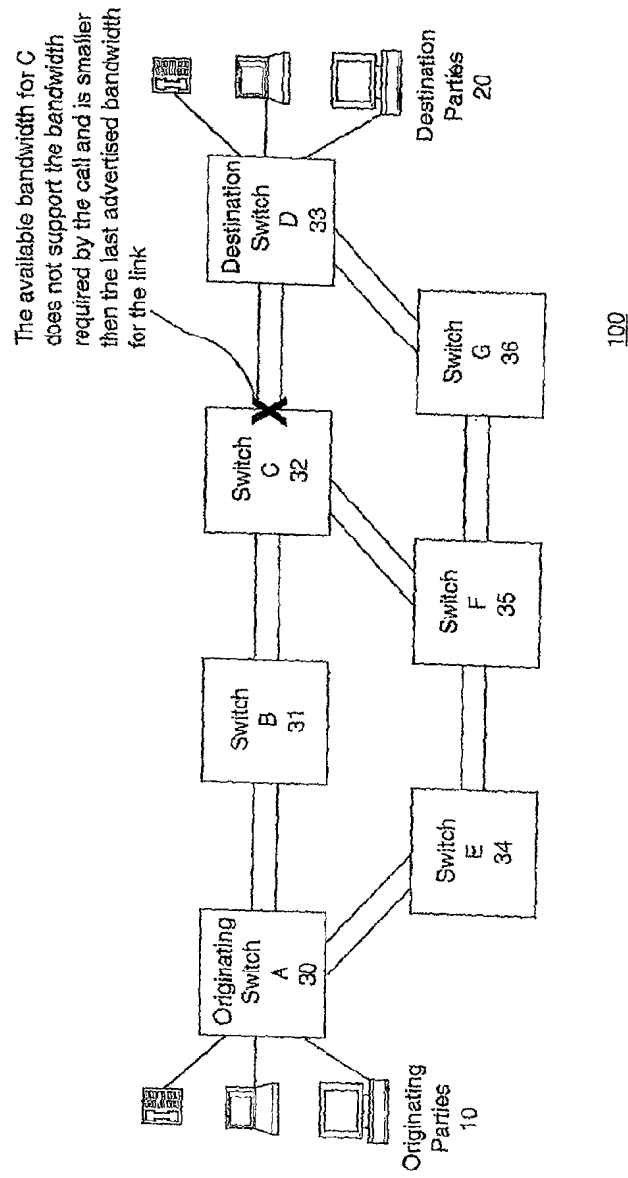 The available bandwidth for C
does not support the bandwidth
required by the call and is smaller
then the last advertised bandwidth
for the link
Originating
Switch
A
30
Switch
B
31
Switch
C
32
Destination
Switch
D
33
Switch
E
34
Switch
F
35
Switch
G
36
Originating
Parties
10
Destination
Parties
20
100